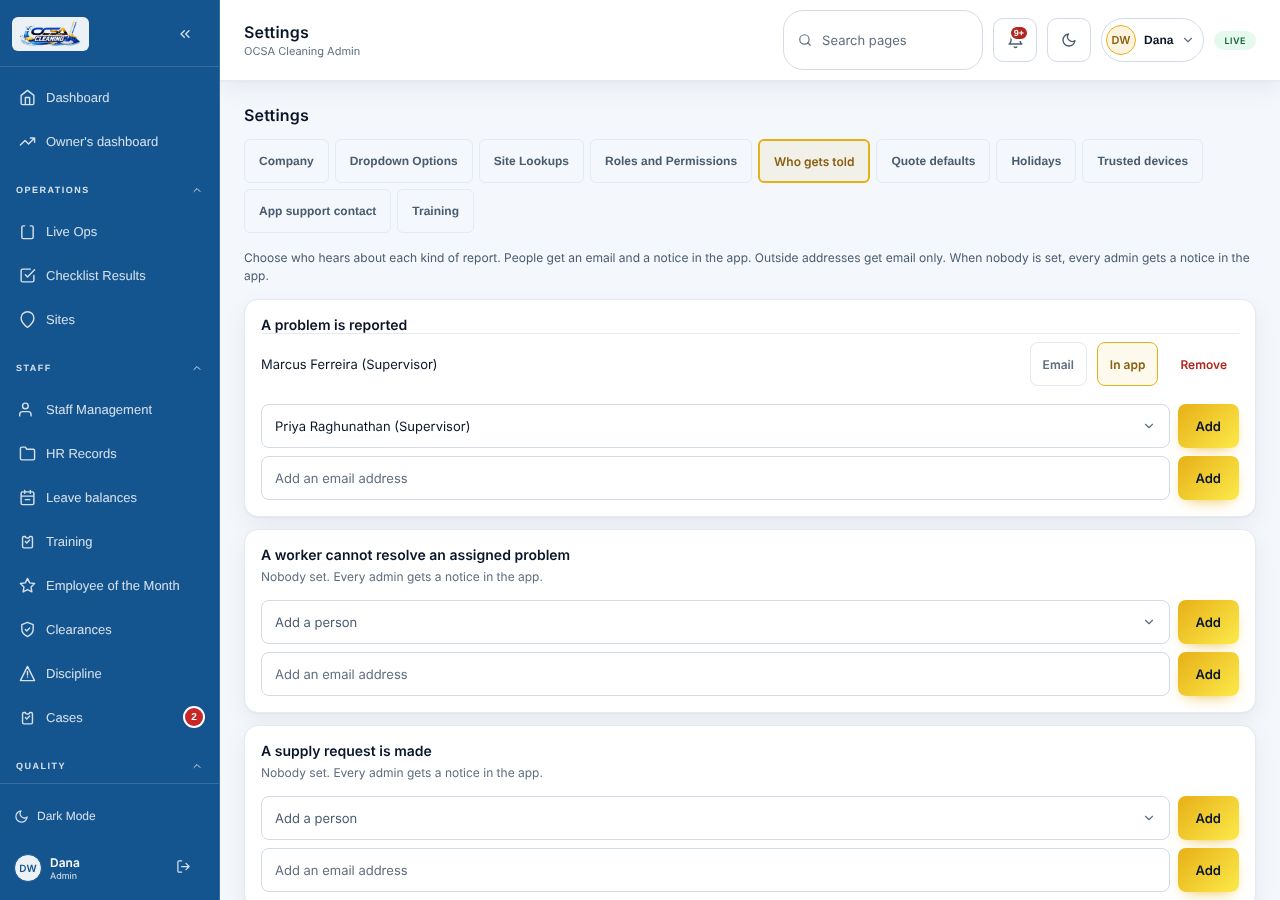 OCSA
CLEANING
Settings
OCSA Cleaning Admin
Search pages
9+
DW
Dana
LIVE
Dashboard
Owner's dashboard
OPERATIONS
Live Ops
Checklist Results
Sites
STAFF
Staff Management
HR Records
Leave balances
Training
Employee of the Month
Clearances
Discipline
Cases
2
QUALITY
Dark Mode
DW
Dana
Admin
Settings
Company
Dropdown Options
Site Lookups
Roles and Permissions
Who gets told
Quote defaults
Holidays
Trusted devices
App support contact
Training
Choose who hears about each kind of report. People get an email and a notice in the app. Outside addresses get email only. When nobody is set, every admin gets a notice in the
app.
A problem is reported
Marcus Ferreira (Supervisor)
Email
In app
Remove
Priya Raghunathan (Supervisor)
Add
Add an email address
Add
A worker cannot resolve an assigned problem
Nobody set. Every admin gets a notice in the app.
Add a person
Add
Add an email address
Add
A supply request is made
Nobody set. Every admin gets a notice in the app.
Add a person
Add
Add an email address
Add